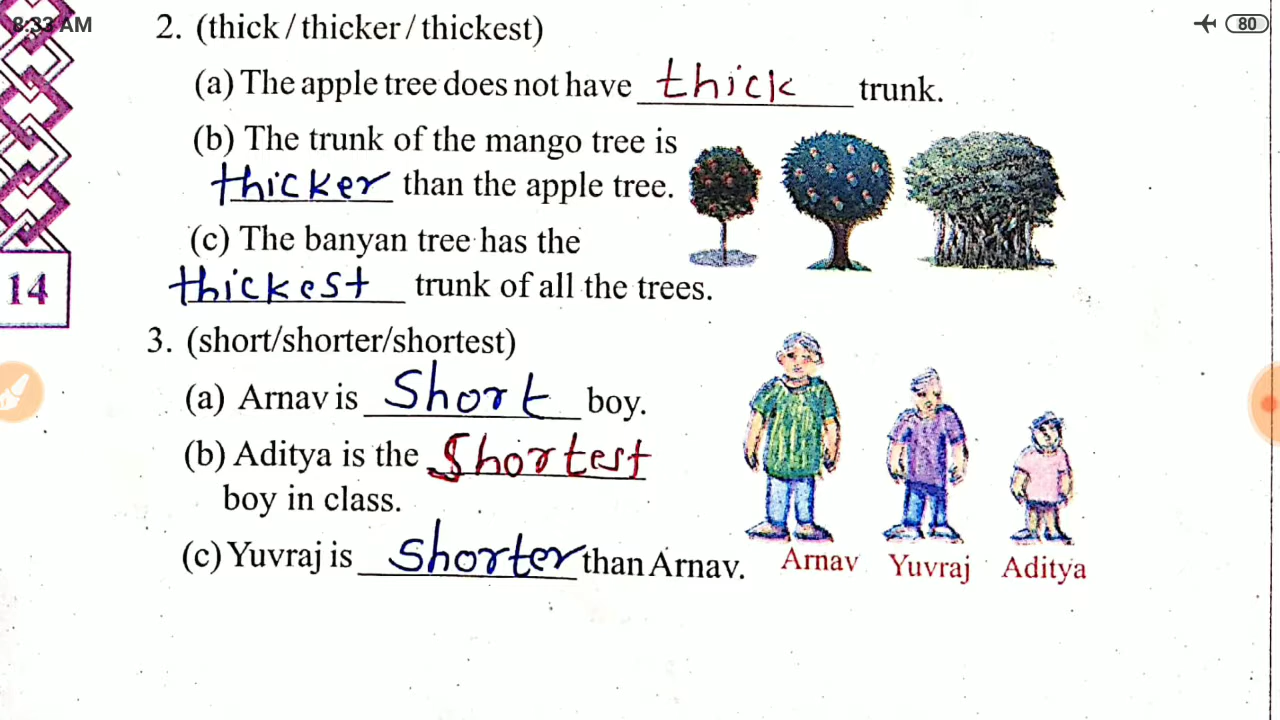 8:33 AM
80
2. (thick / thicker / thickest)
(a) The apple tree does not have thick trunk.
(b) The trunk of the mango tree is
thicker than the apple tree.
(c) The banyan tree has the
thickest trunk of all the trees.
14
3. (short/shorter/shortest)
(a) Arnav is Short boy.
(b) Aditya is the Shortest
boy in class.
(c) Yuvraj is Shorter than Arnav.
Arnav Yuvraj Aditya